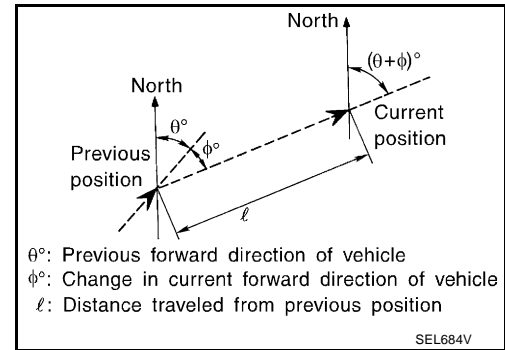 North
(θ+φ)°
North
θ°
φ°
Current
position
Previous
position
ℓ
θ°: Previous forward direction of vehicle
φ°: Change in current forward direction of vehicle
ℓ: Distance traveled from previous position
SEL684V